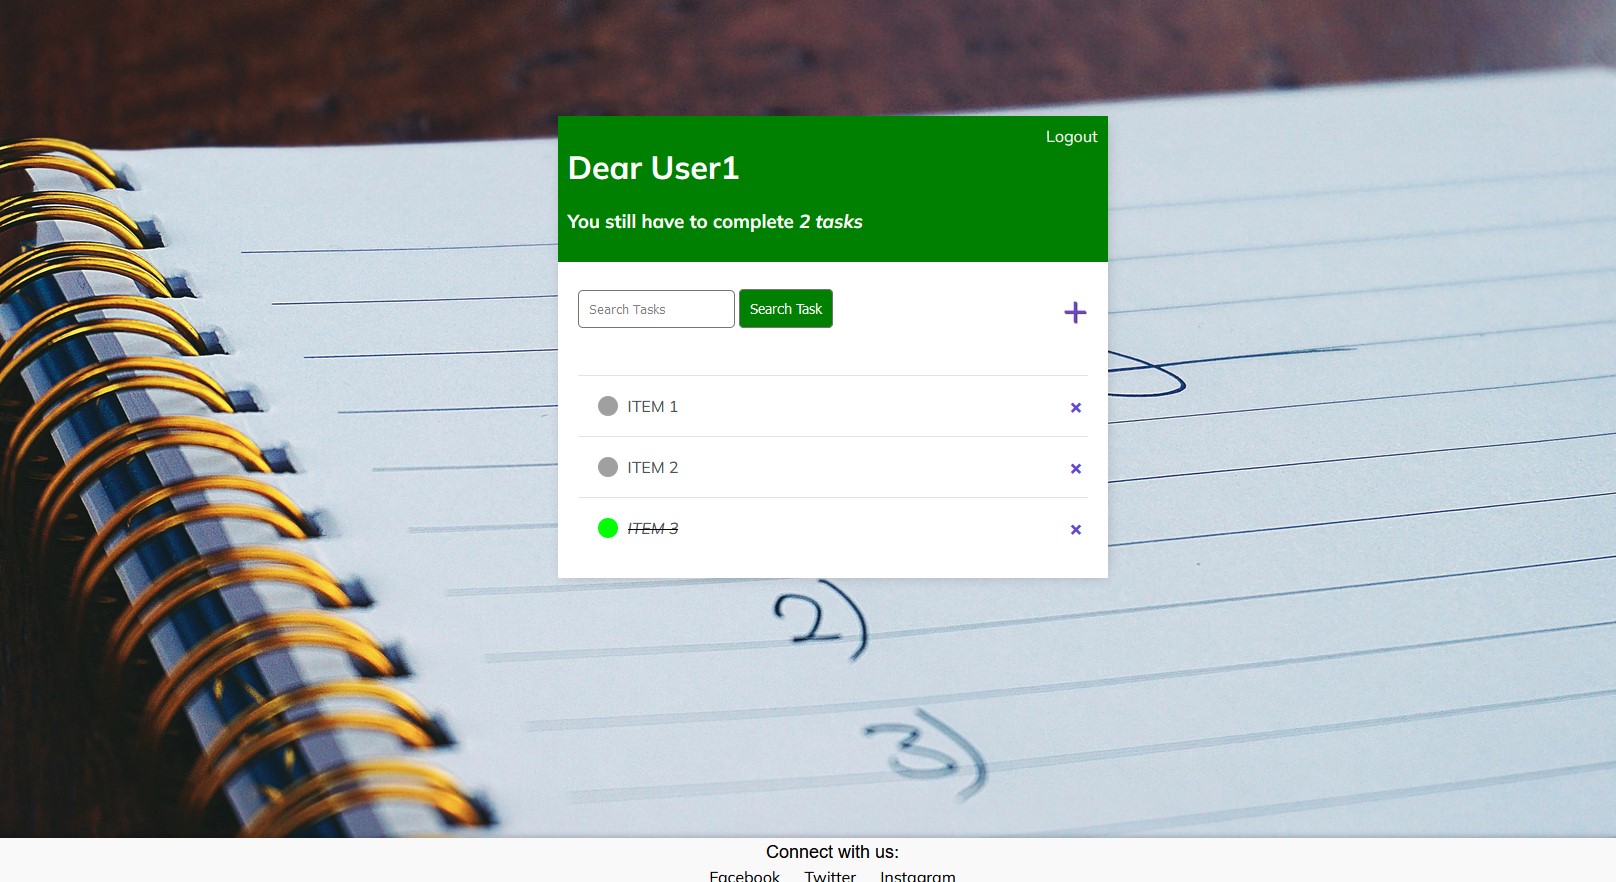 Logout
Dear User1
You still have to complete 2 tasks
Search Tasks Search Task +
ITEM 1 ×
ITEM 2 ×
ITEM 3 ×
2)
3)
Connect with us:
Facebook Twitter Instagram